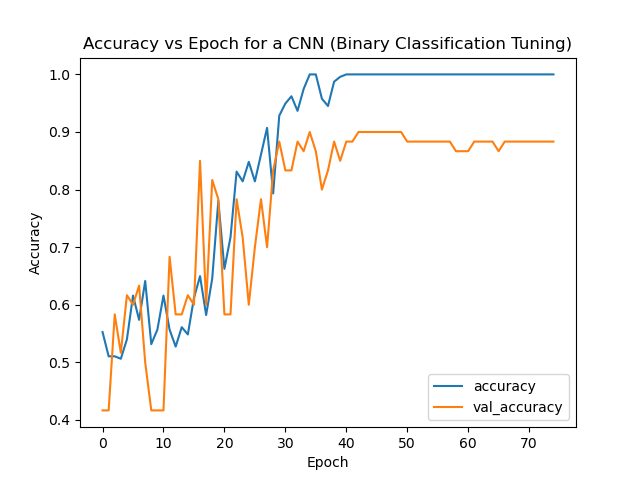 Accuracy vs Epoch for a CNN (Binary Classification Tuning)
1.0
0.9
0.8
0.7
0.6
0.5
0.4
Accuracy
accuracy
val_accuracy
0 10 20 30 40 50 60 70
Epoch